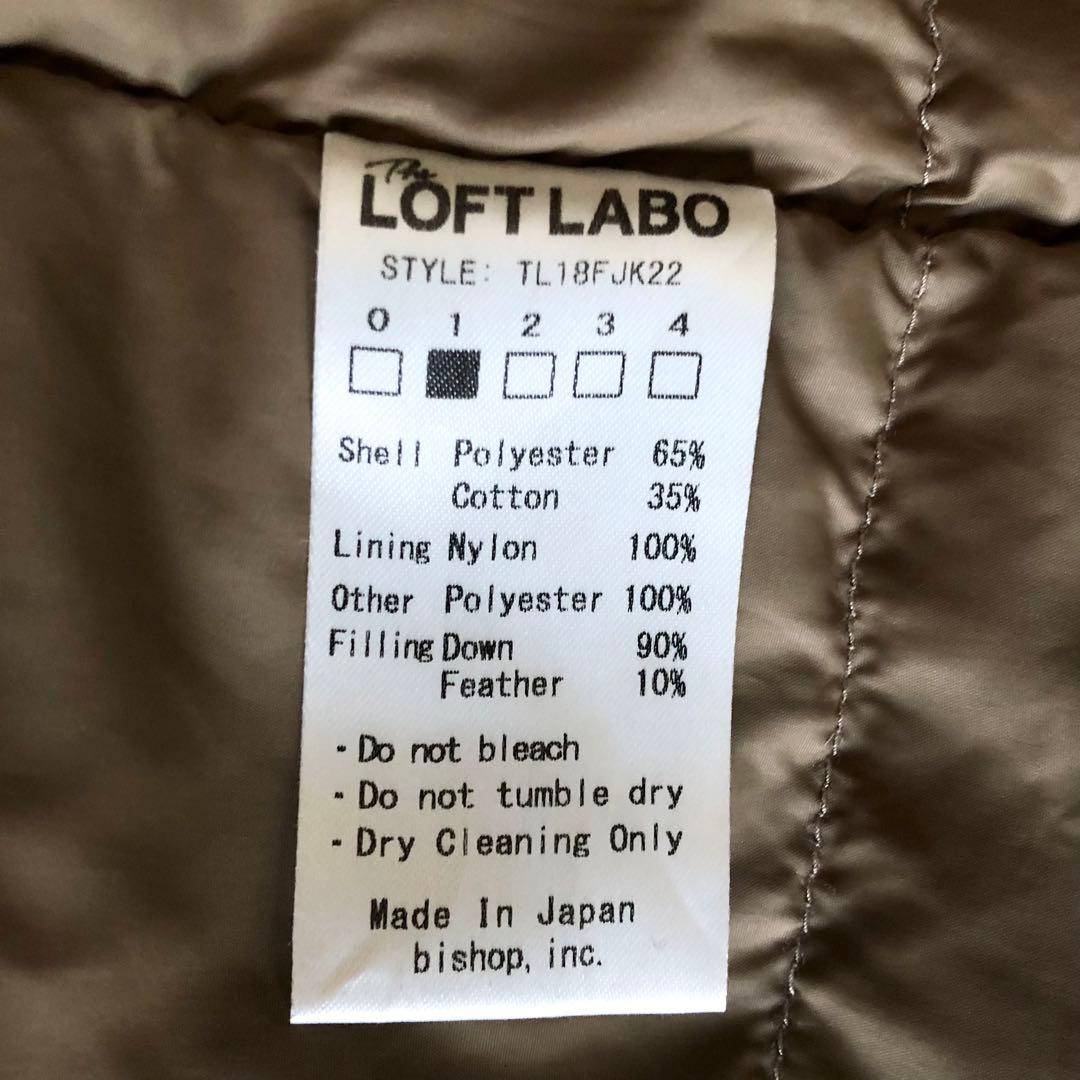 The
LOFT LABO
STYLE: TL18FJK22
0 1 2 3 4
Shell Polyester 65%
Cotton 35%
Lining Nylon 100%
Other Polyester 100%
Filling Down 90%
Feather 10%
- Do not bleach
- Do not tumble dry
- Dry Cleaning Only
Made In Japan
bishop, inc.